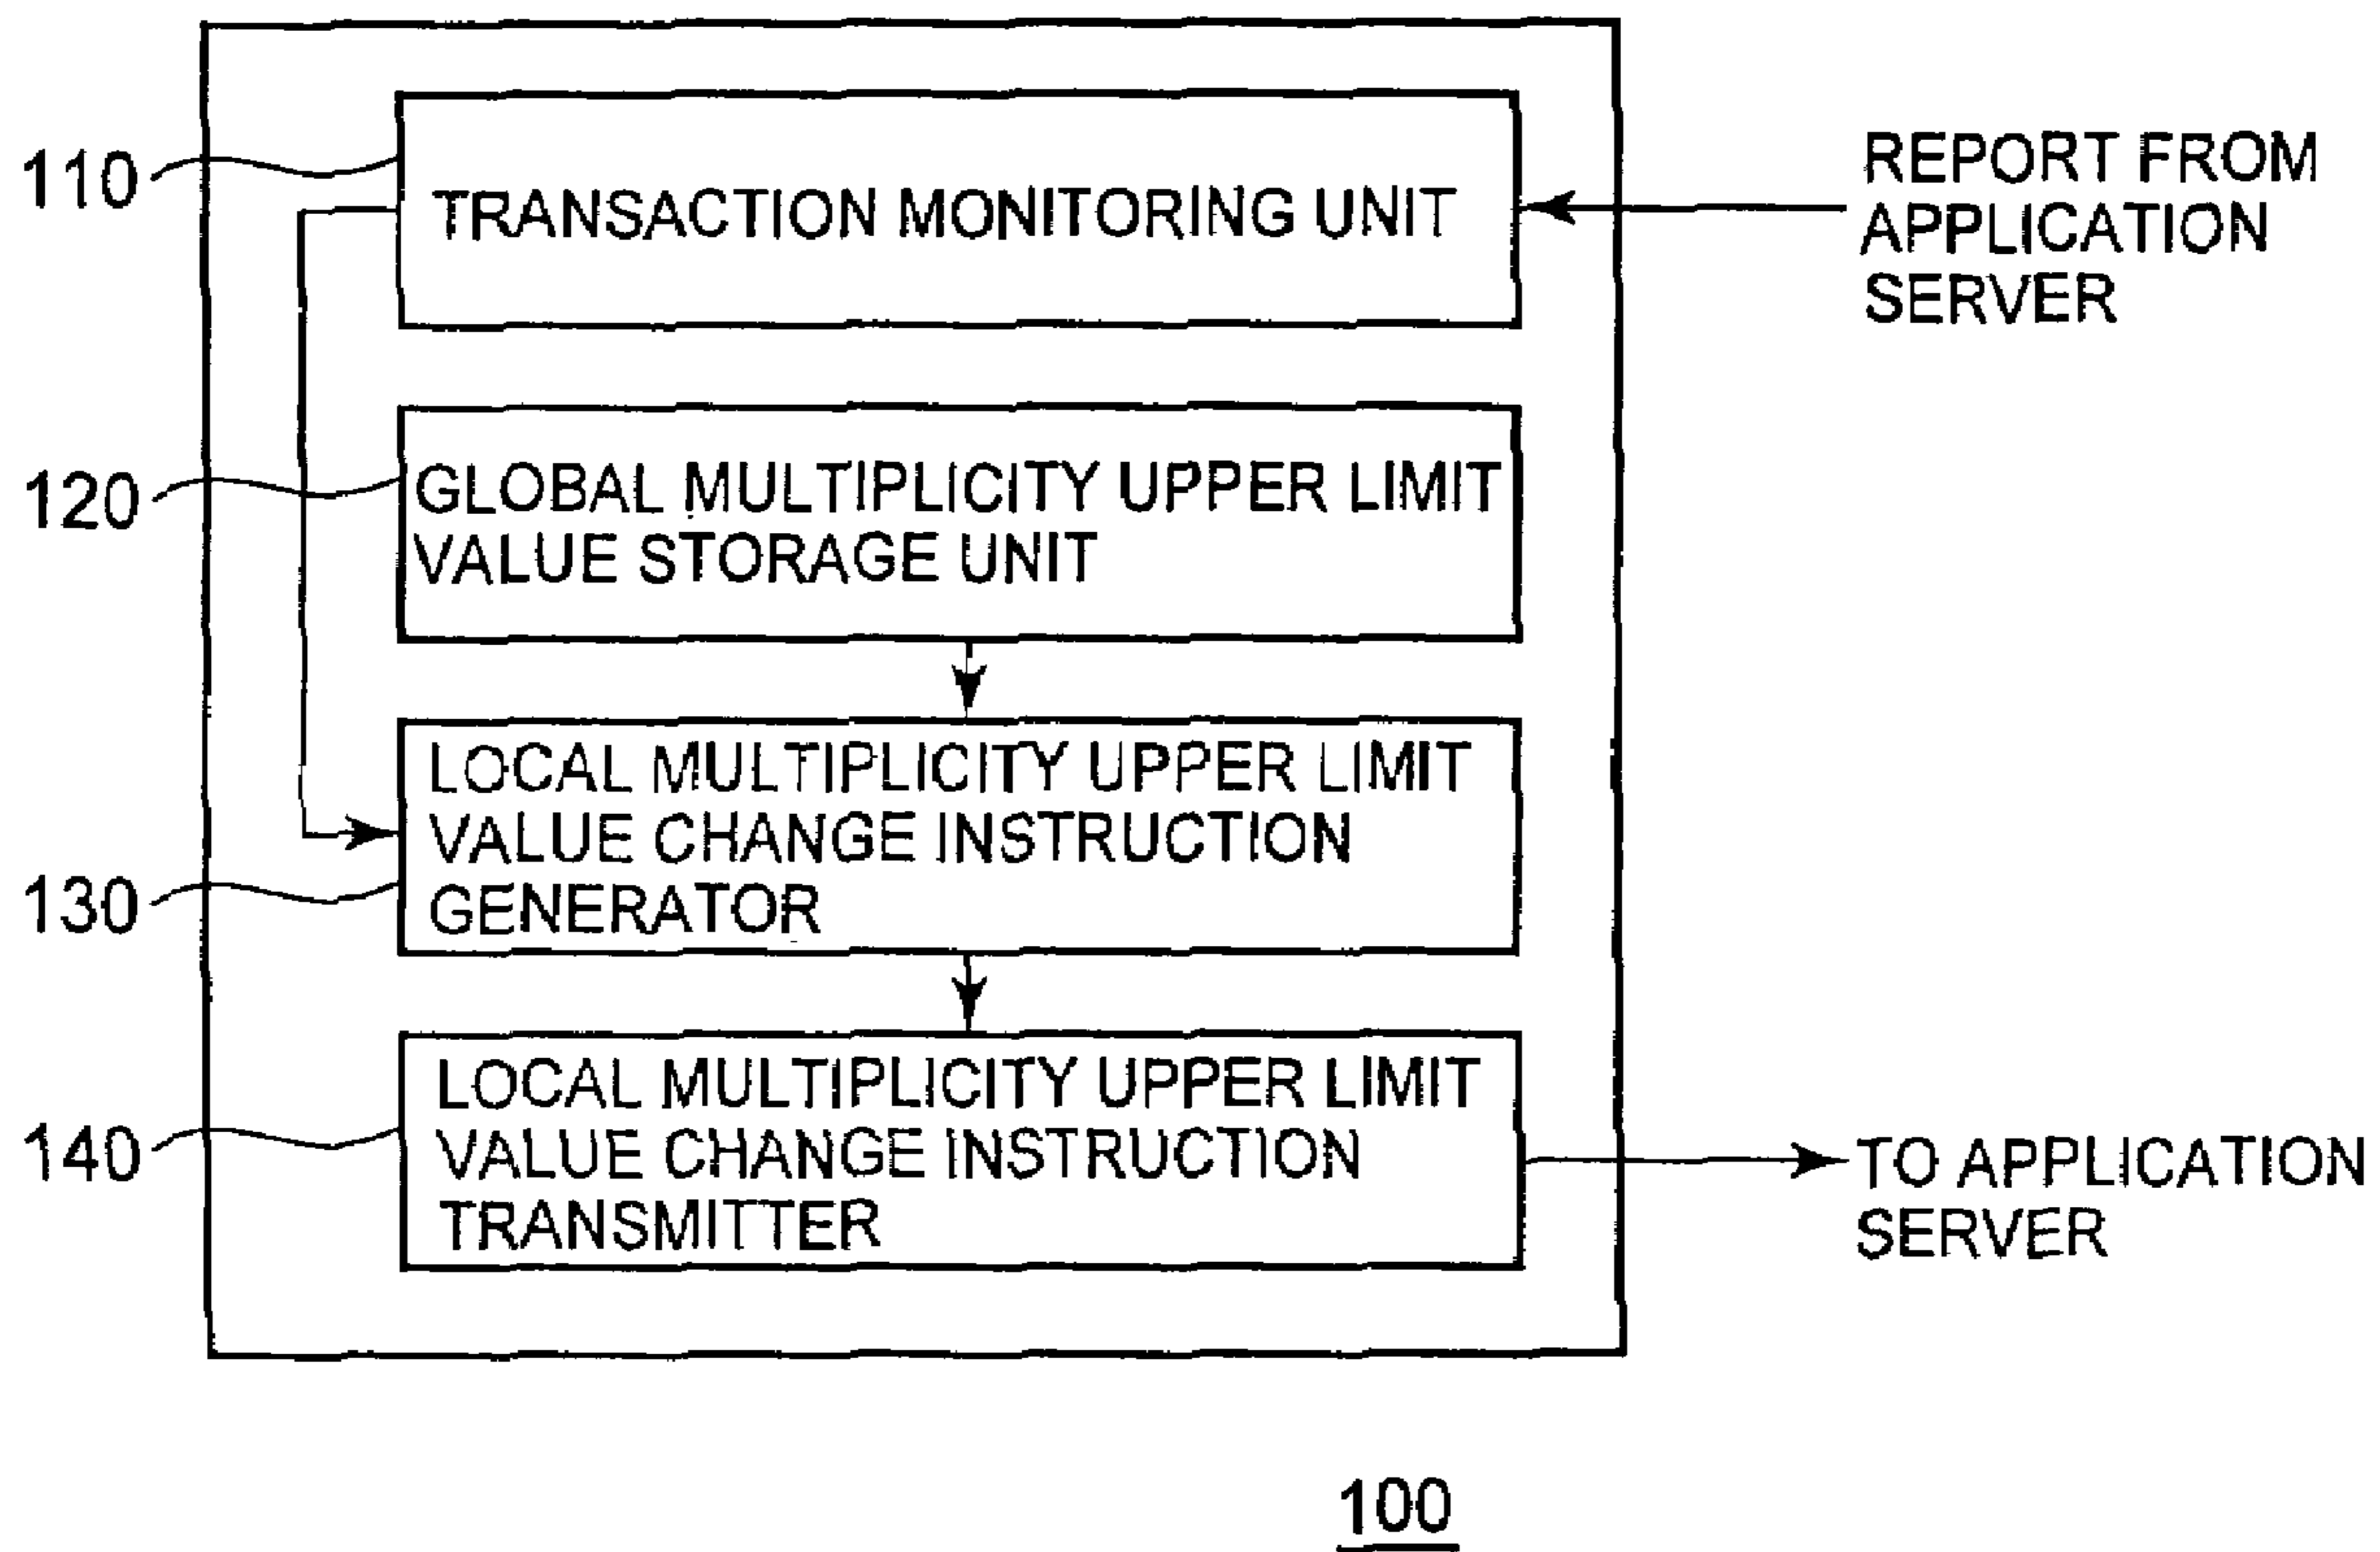 110
TRANSACTION MONITORING UNIT
REPORT FROM
APPLICATION
SERVER
120
GLOBAL MULTIPLICITY UPPER LIMIT
VALUE STORAGE UNIT
130
LOCAL MULTIPLICITY UPPER LIMIT
VALUE CHANGE INSTRUCTION
GENERATOR
140
LOCAL MULTIPLICITY UPPER LIMIT
VALUE CHANGE INSTRUCTION
TRANSMITTER
TO APPLICATION
SERVER
100